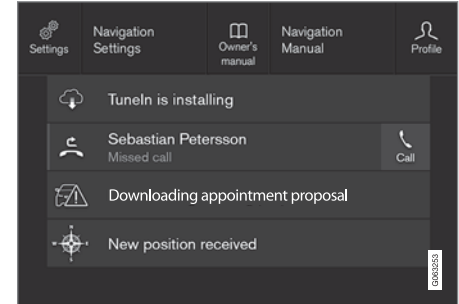 Settings
Navigation
Settings
Owner's
manual
Navigation
Manual
Profile
TuneIn is installing
Sebastian Petersson
Missed call
Call
Downloading appointment proposal
New position received
G063253